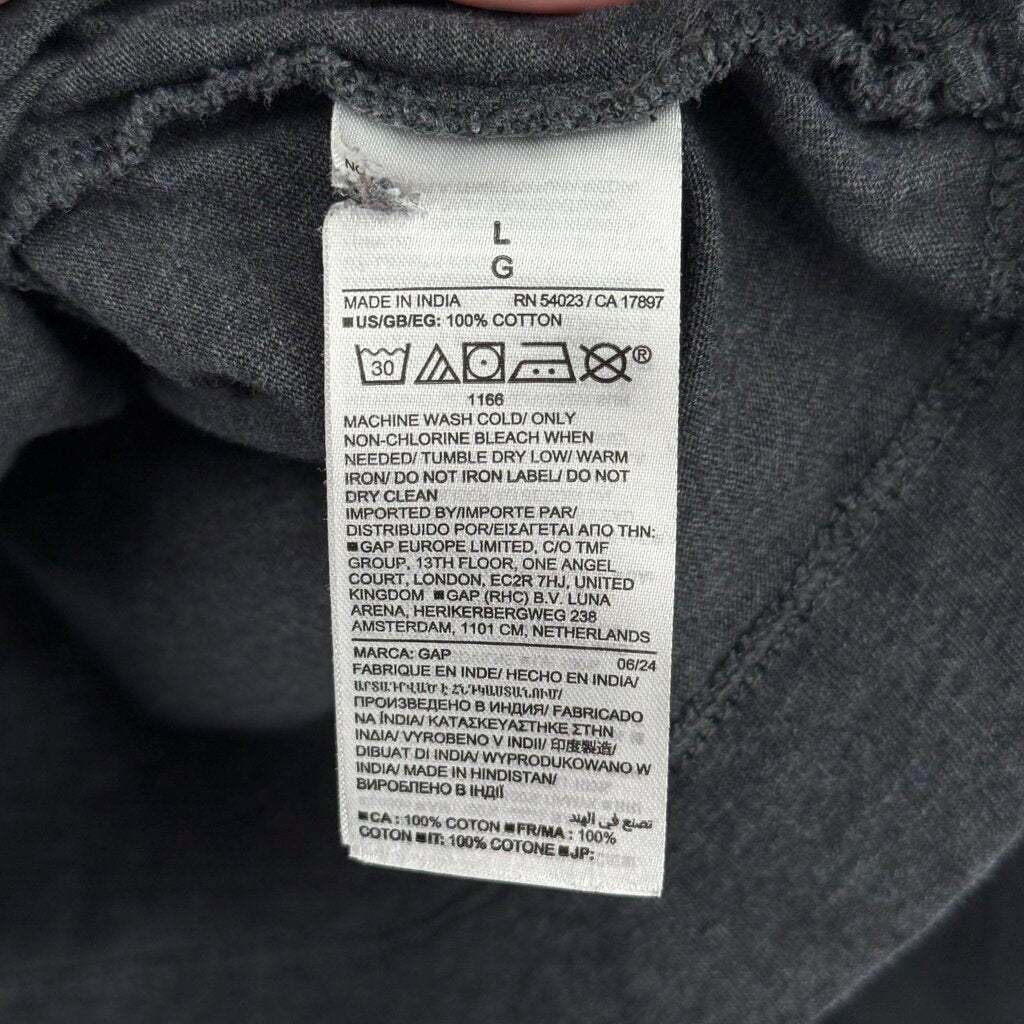 L
G
MADE IN INDIA RN 54023 / CA 17897
US/GB/EG: 100% COTTON
30 ®
1166
MACHINE WASH COLD/ ONLY
NON-CHLORINE BLEACH WHEN
NEEDED/ TUMBLE DRY LOW/ WARM
IRON/ DO NOT IRON LABEL/ DO NOT
DRY CLEAN
IMPORTED BY/IMPORTE PAR/
DISTRIBUIDO POR/ΕΙΣΑΓΕΤΑΙ ΑΠΟ ΤΗΝ:
GAP EUROPE LIMITED, C/O TMF
GROUP, 13TH FLOOR, ONE ANGEL
COURT, LONDON, EC2R 7HJ, UNITED
KINGDOM GAP (RHC) B.V. LUNA
ARENA, HERIKERBERGWEG 238
AMSTERDAM, 1101 CM, NETHERLANDS
MARCA: GAP 06/24
FABRIQUE EN INDE/ HECHO EN INDIA/
ԱՐՏԱԴՐՎԱԾ Է ՀՆԴԿԱՍՏԱՆՈՒՄ/
ПРОИЗВЕДЕНО В ИНДИЯ/ FABRICADO
NA ÍNDIA/ ΚΑΤΑΣΚΕΥΑΣΤΗΚΕ ΣΤΗΝ
ΙΝΔΙΑ/ VYROBENO V INDII/ 印度製造/
DIBUAT DI INDIA/ WYPRODUKOWANO W
INDIA/ MADE IN HINDISTAN/
ВИРОБЛЕНО В ІНДІЇ
تصنع في الهند
CA : 100% COTON FR/MA : 100%
COTON IT: 100% COTONE JP: